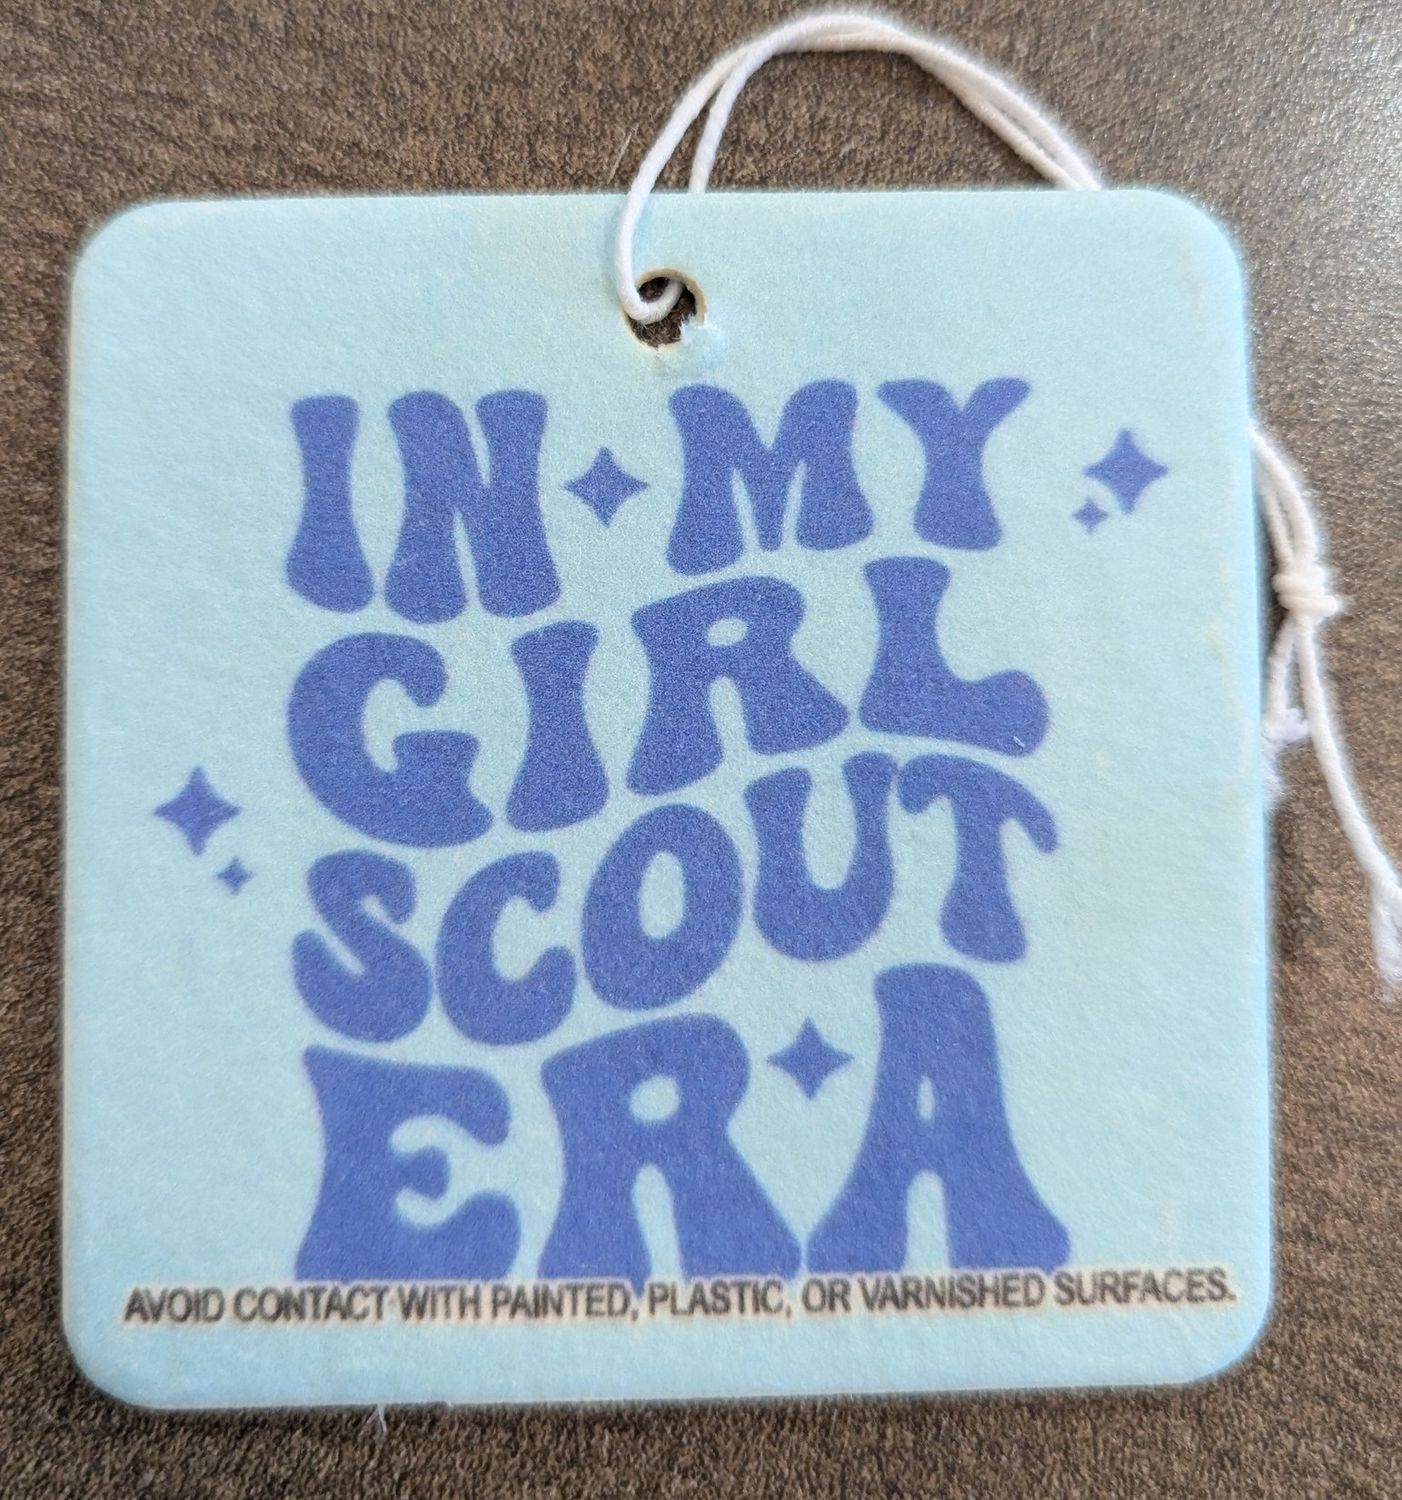 IN MY
GIRL
SCOUT
ERA
AVOID CONTACT WITH PAINTED, PLASTIC, OR VARNISHED SURFACES.